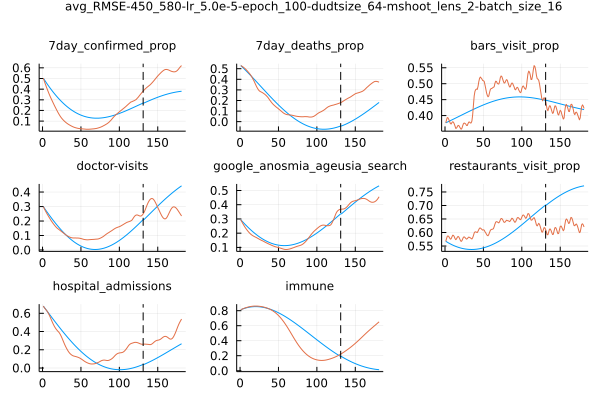 avg_RMSE-450_580-lr_5.0e-5-epoch_100-dudtsize_64-mshoot_lens_2-batch_size_16
7day_confirmed_prop 7day_deaths_prop bars_visit_prop
0.6 0.5 0.55
0.5 0.4 0.50
0.4 0.3 0.45
0.3 0.2 0.40
0.2 0.1
0.1 0.0
0 50 100 150 0 50 100 150 0 50 100 150
doctor-visits google_anosmia_ageusia_search restaurants_visit_prop
0.4 0.5 0.75
0.3 0.4 0.70
0.2 0.3 0.65
0.1 0.2 0.60
0.0 0.1 0.55
0 50 100 150 0 50 100 150 0 50 100 150
hospital_admissions immune
0.6 0.8
0.4 0.6
0.2 0.4
0.0 0.2
0.0
0 50 100 150 0 50 100 150